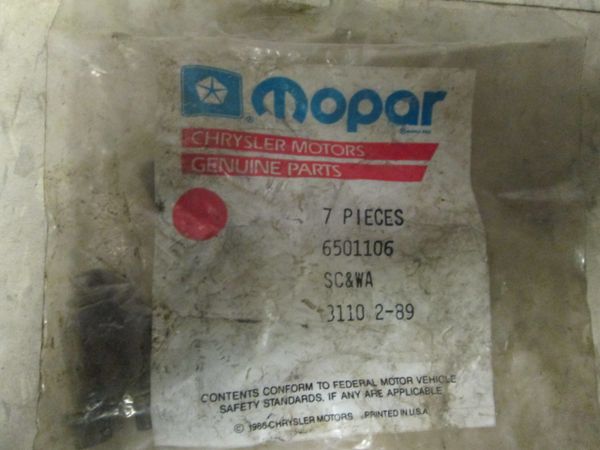 mopar
CHRYSLER MOTORS
GENUINE PARTS
7 PIECES
6501106
SC&WA
3110 2-89
CONTENTS CONFORM TO FEDERAL MOTOR VEHICLE
SAFETY STANDARDS, IF ANY ARE APPLICABLE
© 1986 CHRYSLER MOTORS PRINTED IN U.S.A